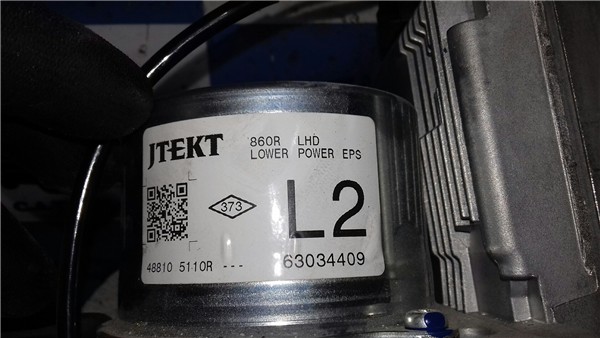 JTEKT
860R LHD
LOWER POWER EPS
373
L2
48810 5110R ---
63034409